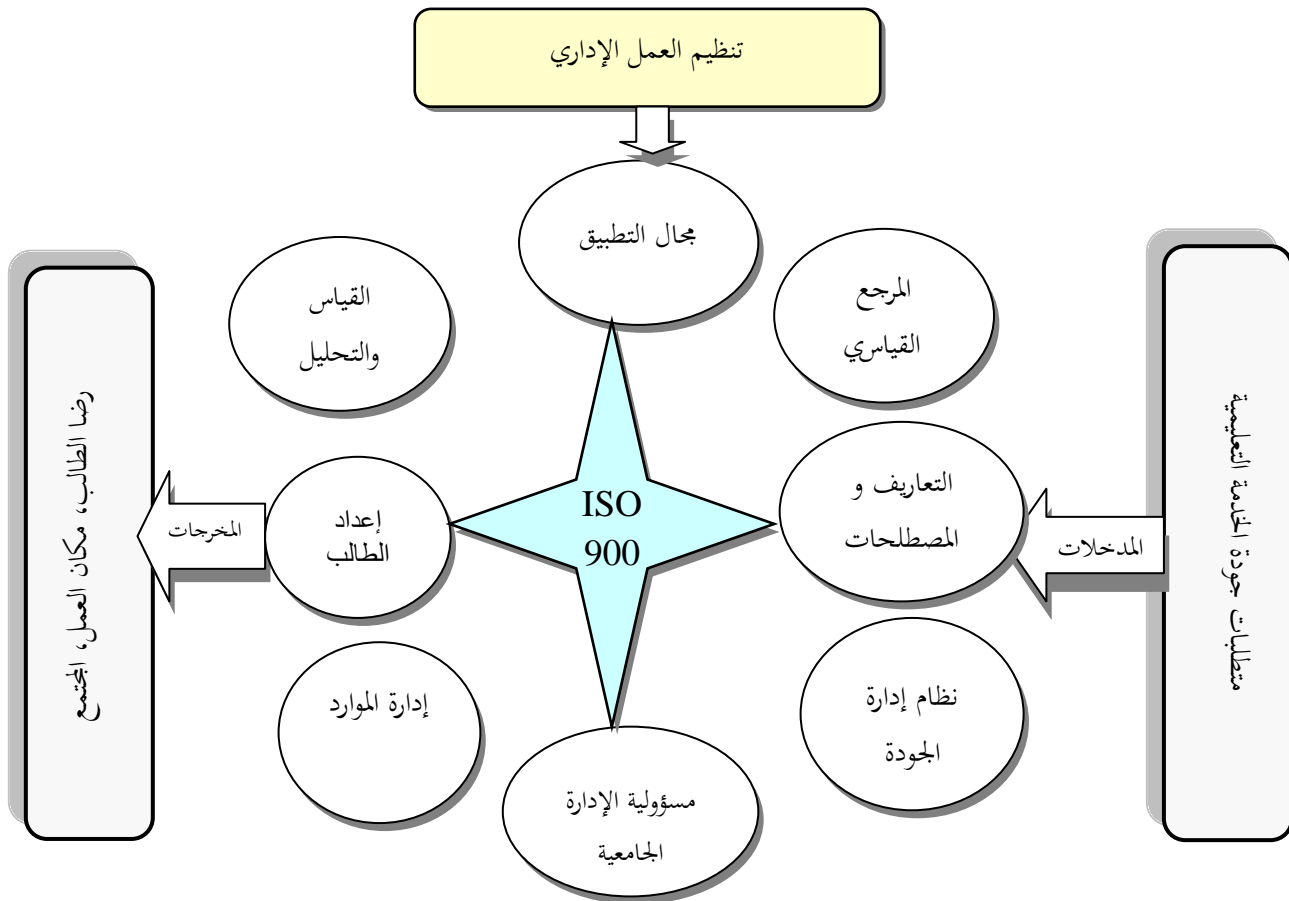 تنظيم العمل الإداري
مجال التطبيق
المرجع
القياسري
القياس
والتحليل
متطلبات جودة الخدمة التعليمية
المدخلات
التعاريف و
المصطلحات
ISO
900
إعداد
الطالب
المخرجات
رضا الطالب، مكان العمل، المجتمع
نظام إدارة
الجودة
إدارة الموارد
مسؤولية الإدارة
الجامعية